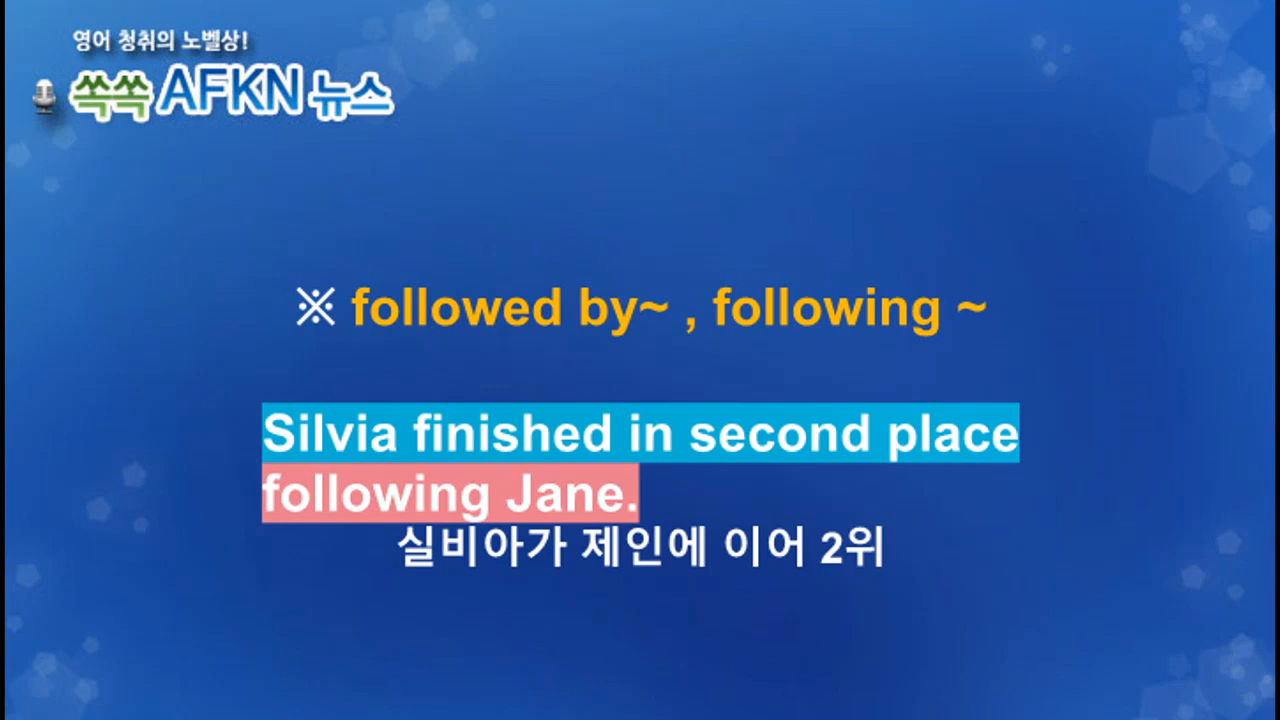 영어 청취의 노벨상!
쏙쏙 AFKN 뉴스
※ followed by~ , following ~
Silvia finished in second place
following Jane.
실비아가 제인에 이어 2위